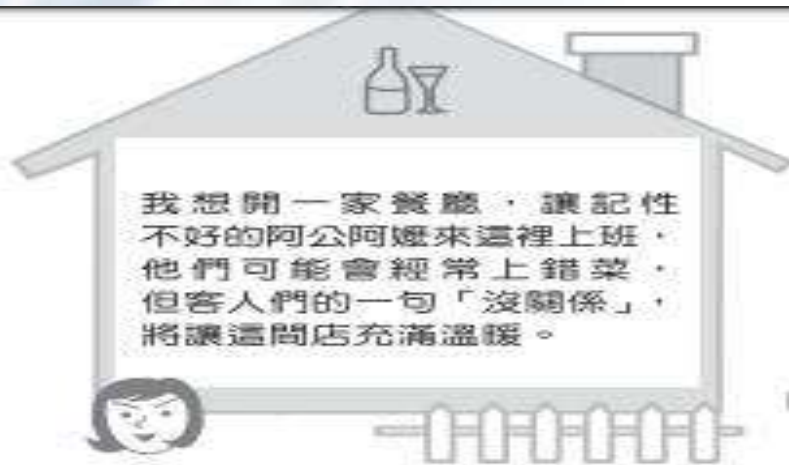 我想開一家餐廳，讓記性
不好的阿公阿嬤來這裡上班，
他們可能會經常上錯菜，
但客人們的一句「沒關係」，
將讓這間店充滿溫暖。